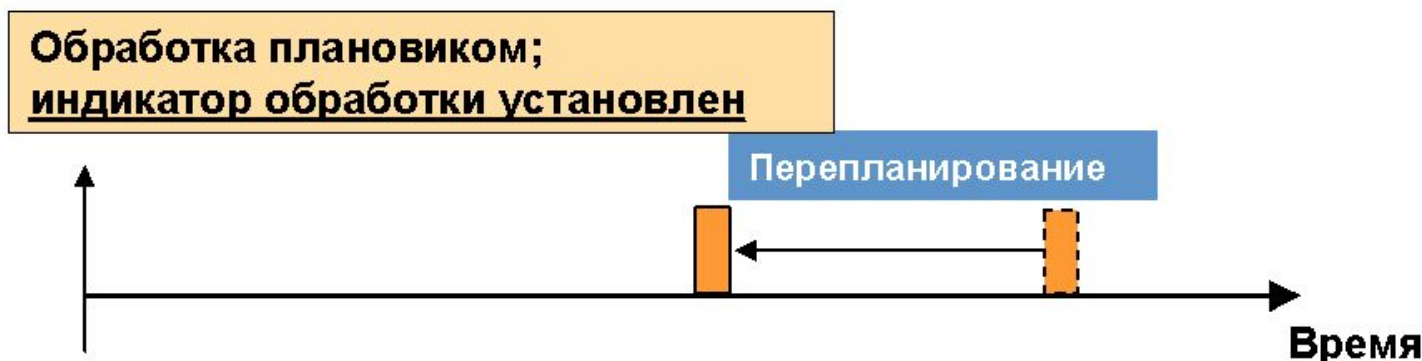 Обработка плановиком;
индикатор обработки установлен
Перепланирование
Время